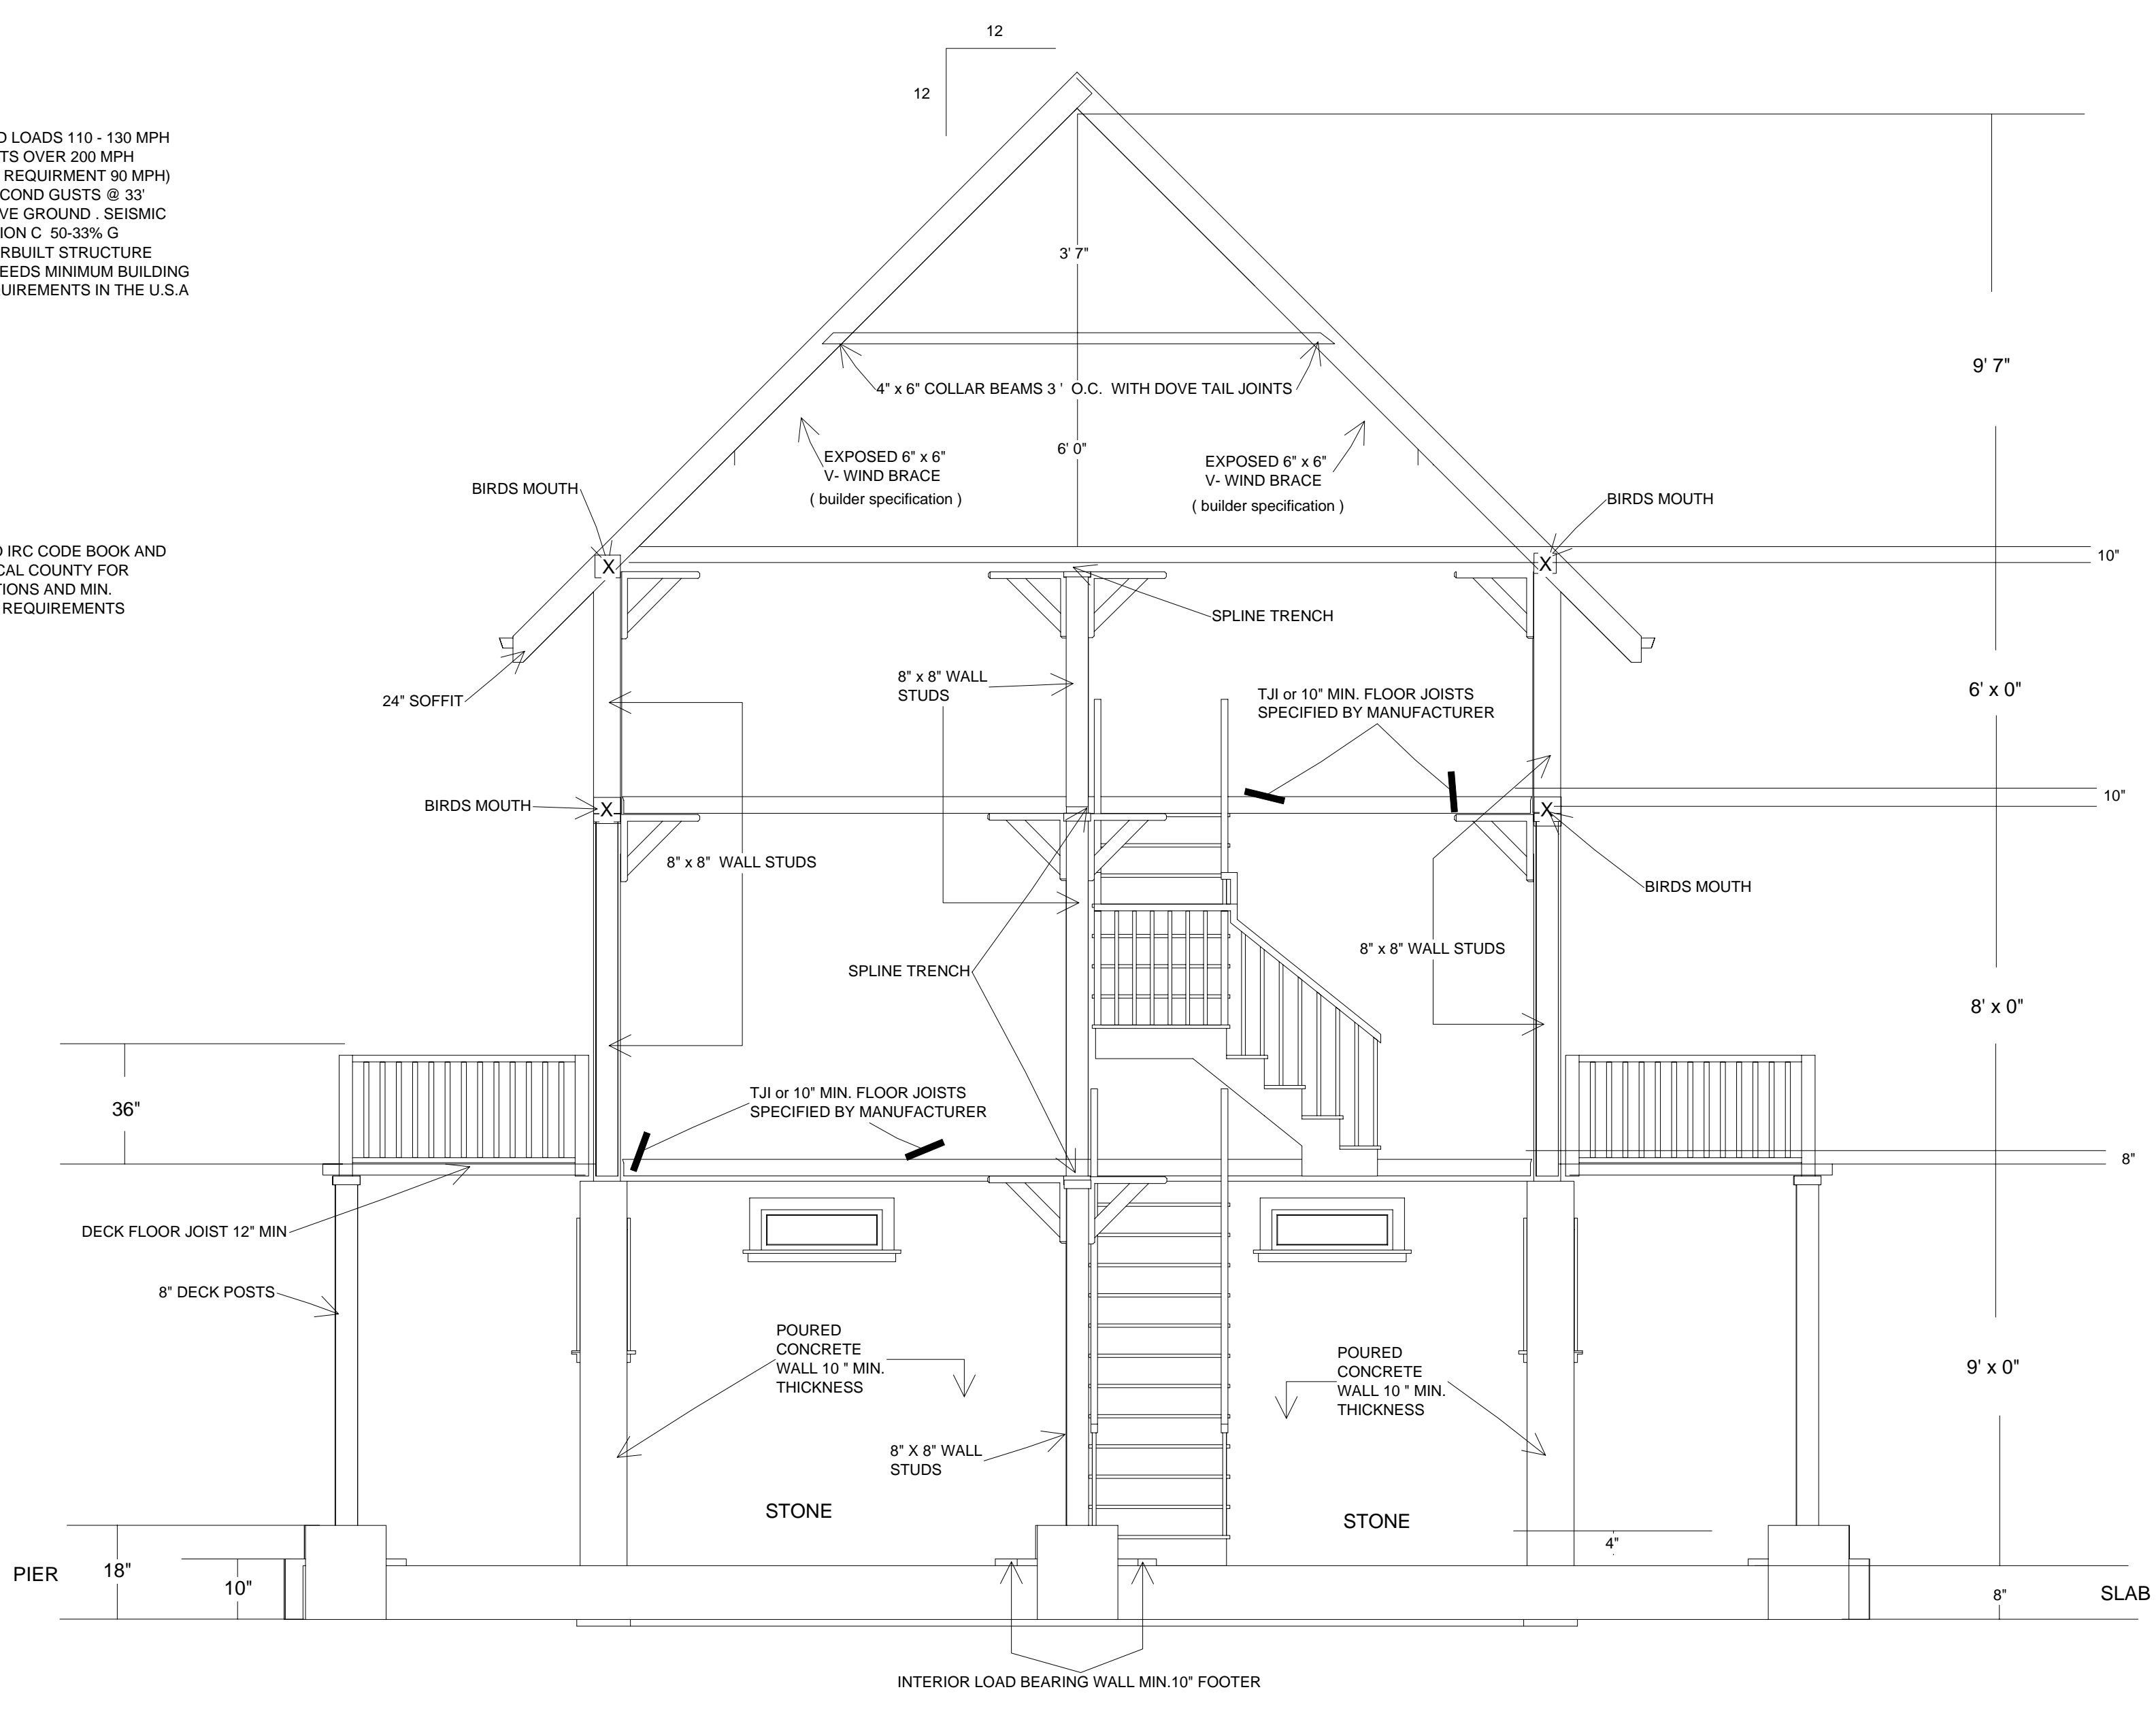 12
12
D LOADS 110 - 130 MPH
TS OVER 200 MPH
REQUIRMENT 90 MPH)
COND GUSTS @ 33'
VE GROUND . SEISMIC
ION C 50-33% G
RBUILT STRUCTURE
EEDS MINIMUM BUILDING
UIREMENTS IN THE U.S.A
3' 7"
9' 7"
4" x 6" COLLAR BEAMS 3 ' O.C. WITH DOVE TAIL JOINTS
6' 0"
EXPOSED 6" x 6"
V- WIND BRACE
( builder specification )
EXPOSED 6" x 6"
V- WIND BRACE
( builder specification )
BIRDS MOUTH
BIRDS MOUTH
O IRC CODE BOOK AND
CAL COUNTY FOR
TIONS AND MIN.
REQUIREMENTS
X
X
10"
SPLINE TRENCH
24" SOFFIT
8" x 8" WALL
STUDS
TJI or 10" MIN. FLOOR JOISTS
SPECIFIED BY MANUFACTURER
6' x 0"
BIRDS MOUTH
X
X
10"
8" x 8" WALL STUDS
BIRDS MOUTH
8" x 8" WALL STUDS
SPLINE TRENCH
8' x 0"
36"
TJI or 10" MIN. FLOOR JOISTS
SPECIFIED BY MANUFACTURER
8"
DECK FLOOR JOIST 12" MIN
8" DECK POSTS
POURED
CONCRETE
WALL 10 " MIN.
THICKNESS
POURED
CONCRETE
WALL 10 " MIN.
THICKNESS
9' x 0"
8" X 8" WALL
STUDS
STONE
STONE
4"
PIER
18"
10"
8"
SLAB
INTERIOR LOAD BEARING WALL MIN.10" FOOTER